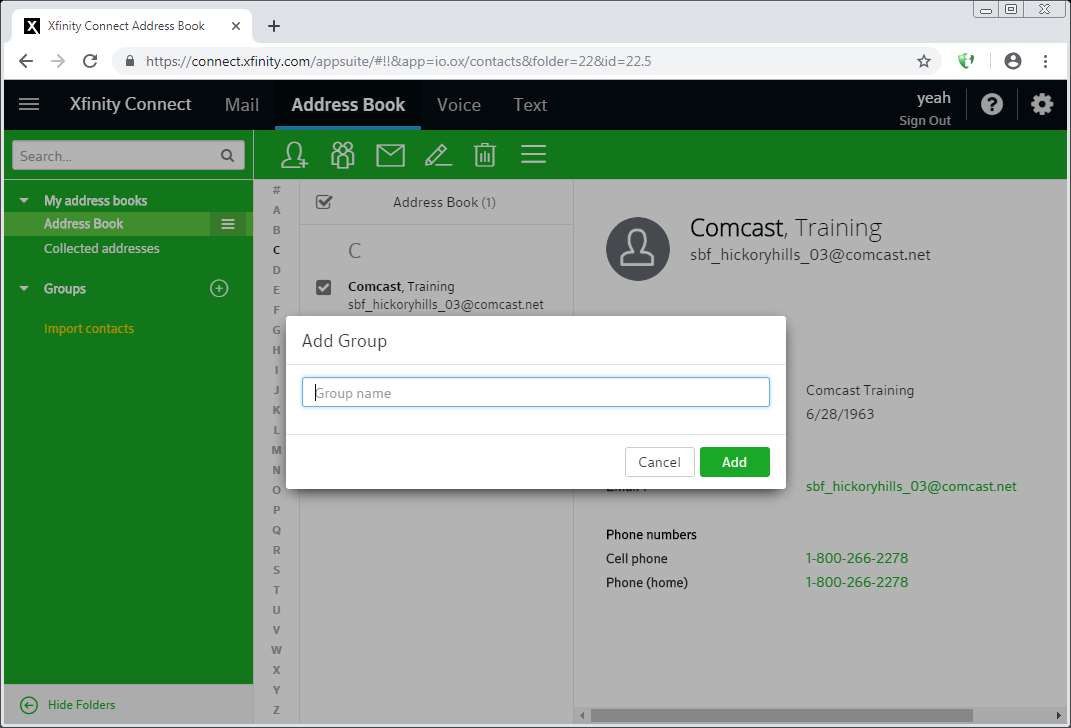 X Xfinity Connect Address Book
https://connect.xfinity.com/appsuite/#!!&app=io.ox/contacts&folder=22&id=22.5
Xfinity Connect Mail Address Book Voice Text
yeah
Sign Out
Search...
My address books
Address Book
Collected addresses
Groups
Import contacts
Hide Folders
#
A
B
C
D
E
F
G
H
I
J
K
L
M
N
O
P
Q
R
S
T
U
V
W
X
Y
Z
Address Book (1)
C
Comcast, Training
sbf_hickoryhills_03@comcast.net
Comcast, Training
sbf_hickoryhills_03@comcast.net
Comcast Training
6/28/1963
sbf_hickoryhills_03@comcast.net
Phone numbers
Cell phone 1-800-266-2278
Phone (home) 1-800-266-2278
Add Group
Group name
Cancel Add